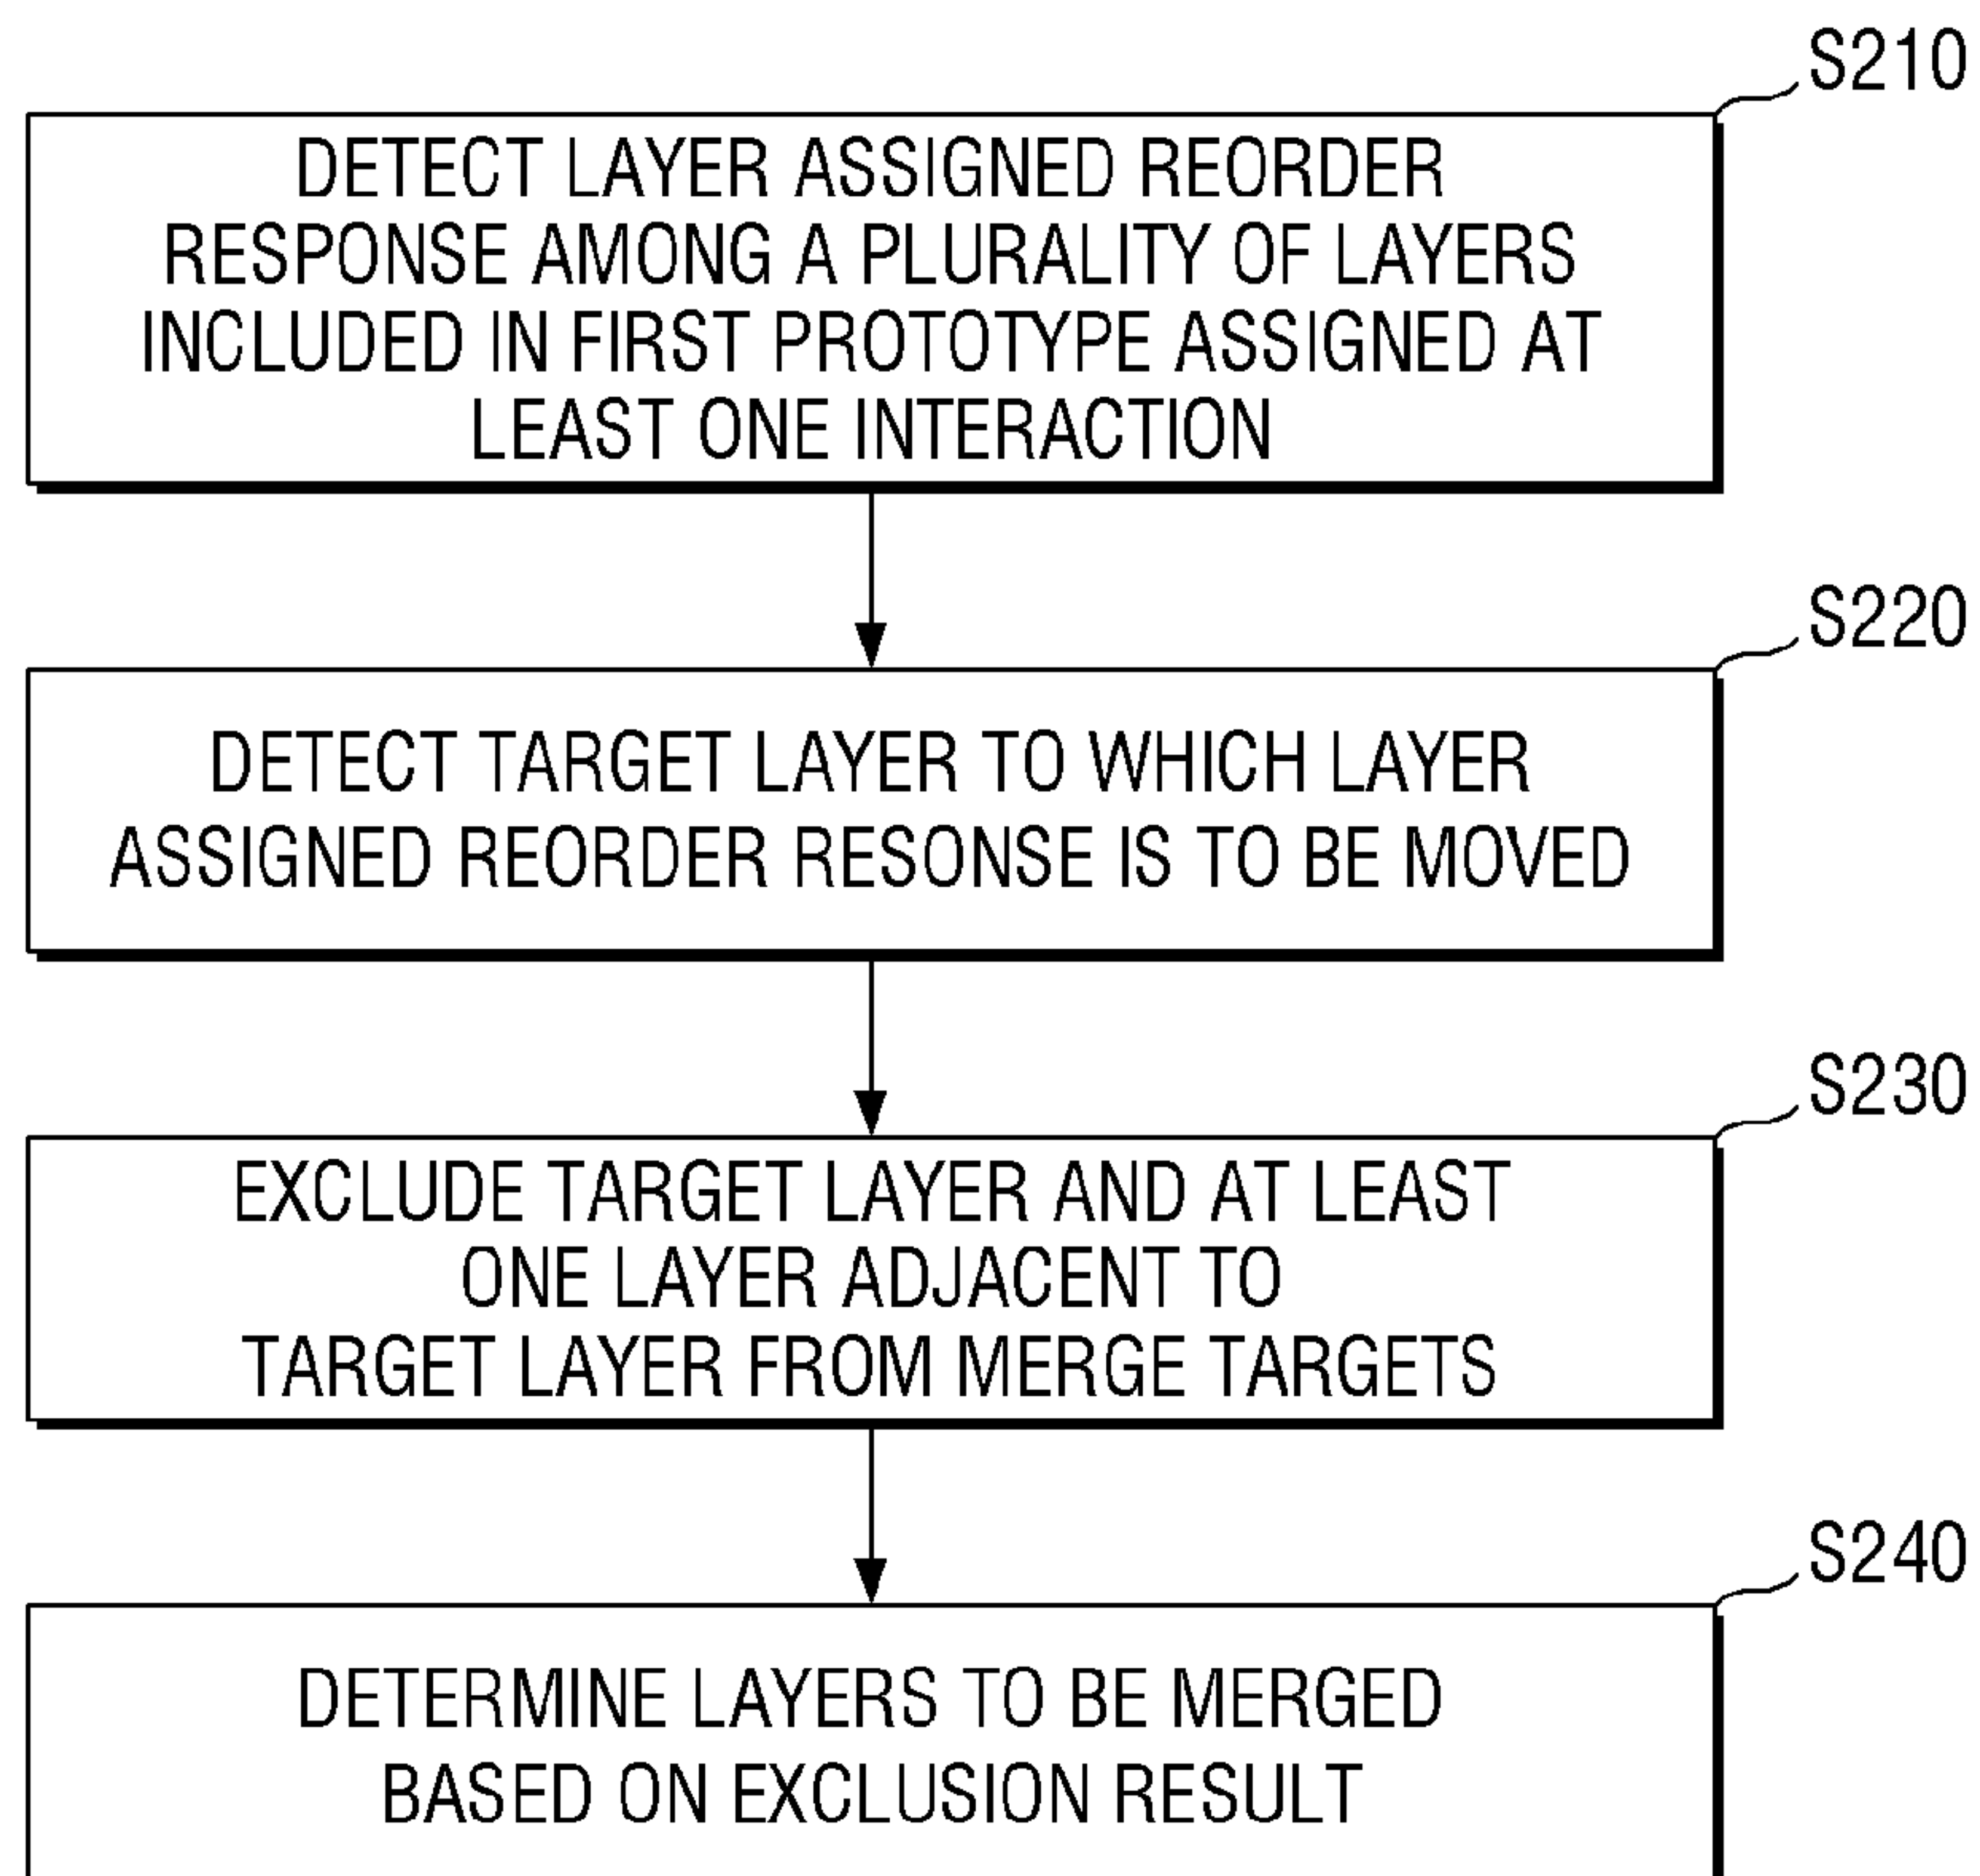 S210
DETECT LAYER ASSIGNED REORDER
RESPONSE AMONG A PLURALITY OF LAYERS
INCLUDED IN FIRST PROTOTYPE ASSIGNED AT
LEAST ONE INTERACTION
S220
DETECT TARGET LAYER TO WHICH LAYER
ASSIGNED REORDER RESONSE IS TO BE MOVED
S230
EXCLUDE TARGET LAYER AND AT LEAST
ONE LAYER ADJACENT TO
TARGET LAYER FROM MERGE TARGETS
S240
DETERMINE LAYERS TO BE MERGED
BASED ON EXCLUSION RESULT